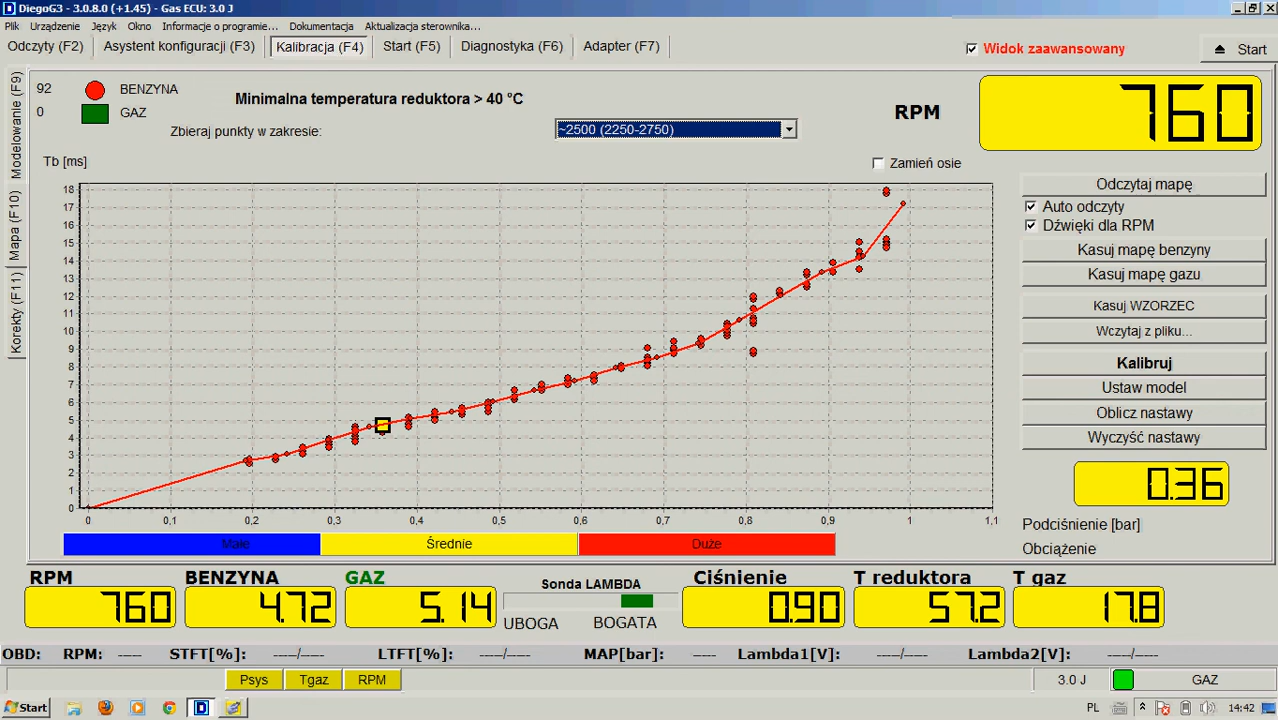 DiegoG3 - 3.0.8.0 (+1.45) - Gas ECU: 3.0 J
Plik Urządzenie Język Okno Informacje o programie... Dokumentacja Aktualizacja sterownika...
Odczyty (F2) Asystent konfiguracji (F3) Kalibracja (F4) Start (F5) Diagnostyka (F6) Adapter (F7) Widok zaawansowany Start
Modelowanie (F9)
Mapa (F10)
Korekty (F11)
92 BENZYNA
0 GAZ
Minimalna temperatura reduktora > 40 °C
Zbieraj punkty w zakresie: ~2500 (2250-2750)
RPM 760
Tb [ms]
Zamień osie
18
17
16
15
14
13
12
11
10
9
8
7
6
5
4
3
2
1
0
0 0,1 0,2 0,3 0,4 0,5 0,6 0,7 0,8 0,9 1 1,1
Małe Średnie Duże
Odczytaj mapę
Auto odczyty
Dźwięki dla RPM
Kasuj mapę benzyny
Kasuj mapę gazu
Kasuj WZORZEC
Wczytaj z pliku...
Kalibruj
Ustaw model
Oblicz nastawy
Wyczyść nastawy
0.36
Podciśnienie [bar]
Obciążenie
RPM BENZYNA GAZ Sonda LAMBDA Ciśnienie T reduktora T gaz
760 4.72 5.14 UBOGA BOGATA 0.90 57.2 17.8
OBD: RPM: ----- STFT[%]: ----/----- LTFT[%]: ----/----- MAP[bar]: ----- Lambda1[V]: ----/----- Lambda2[V]: ----/-----
Psys Tgaz RPM 3.0 J GAZ
Start PL 14:42